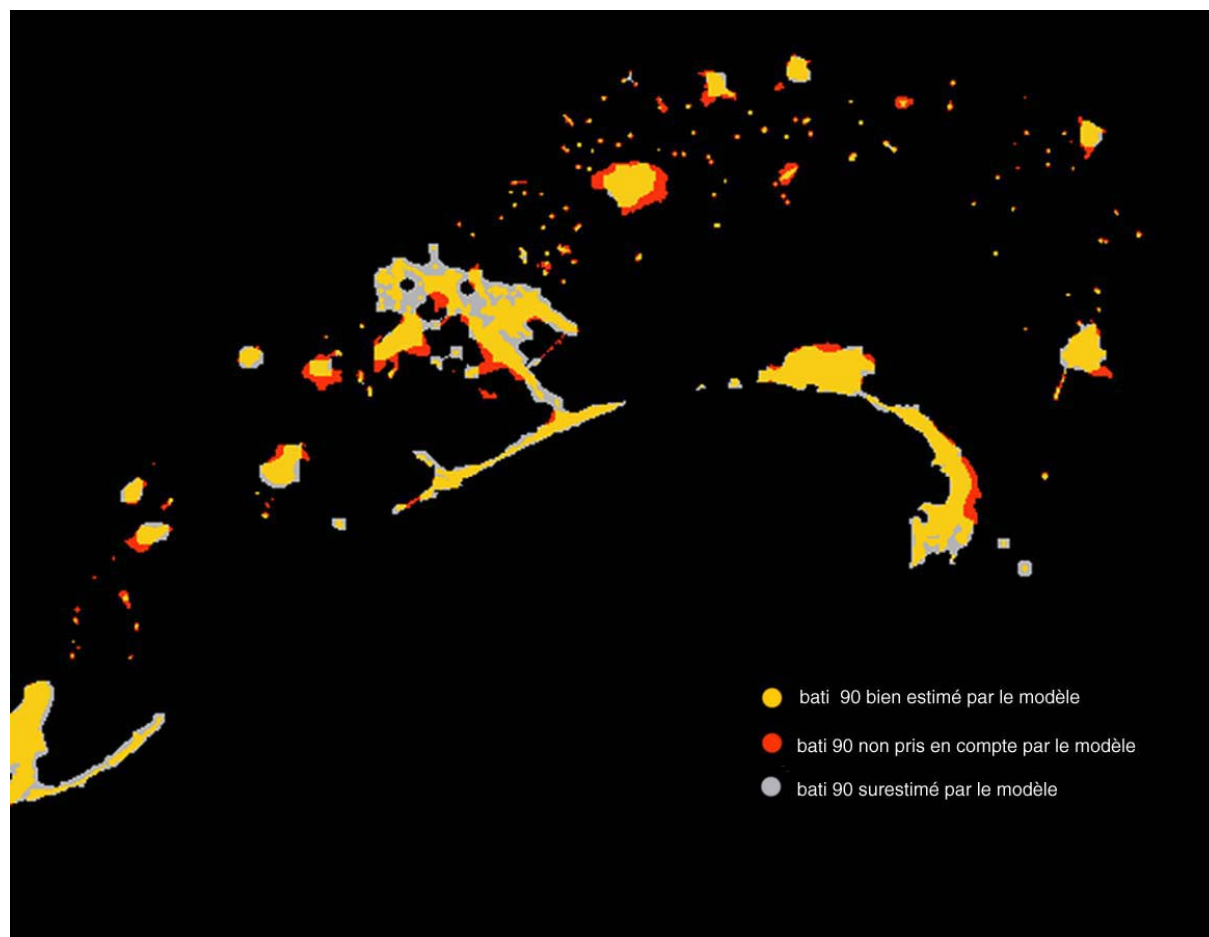 bati 90 bien estimé par le modèle
bati 90 non pris en compte par le modèle
bati 90 surestimé par le modèle